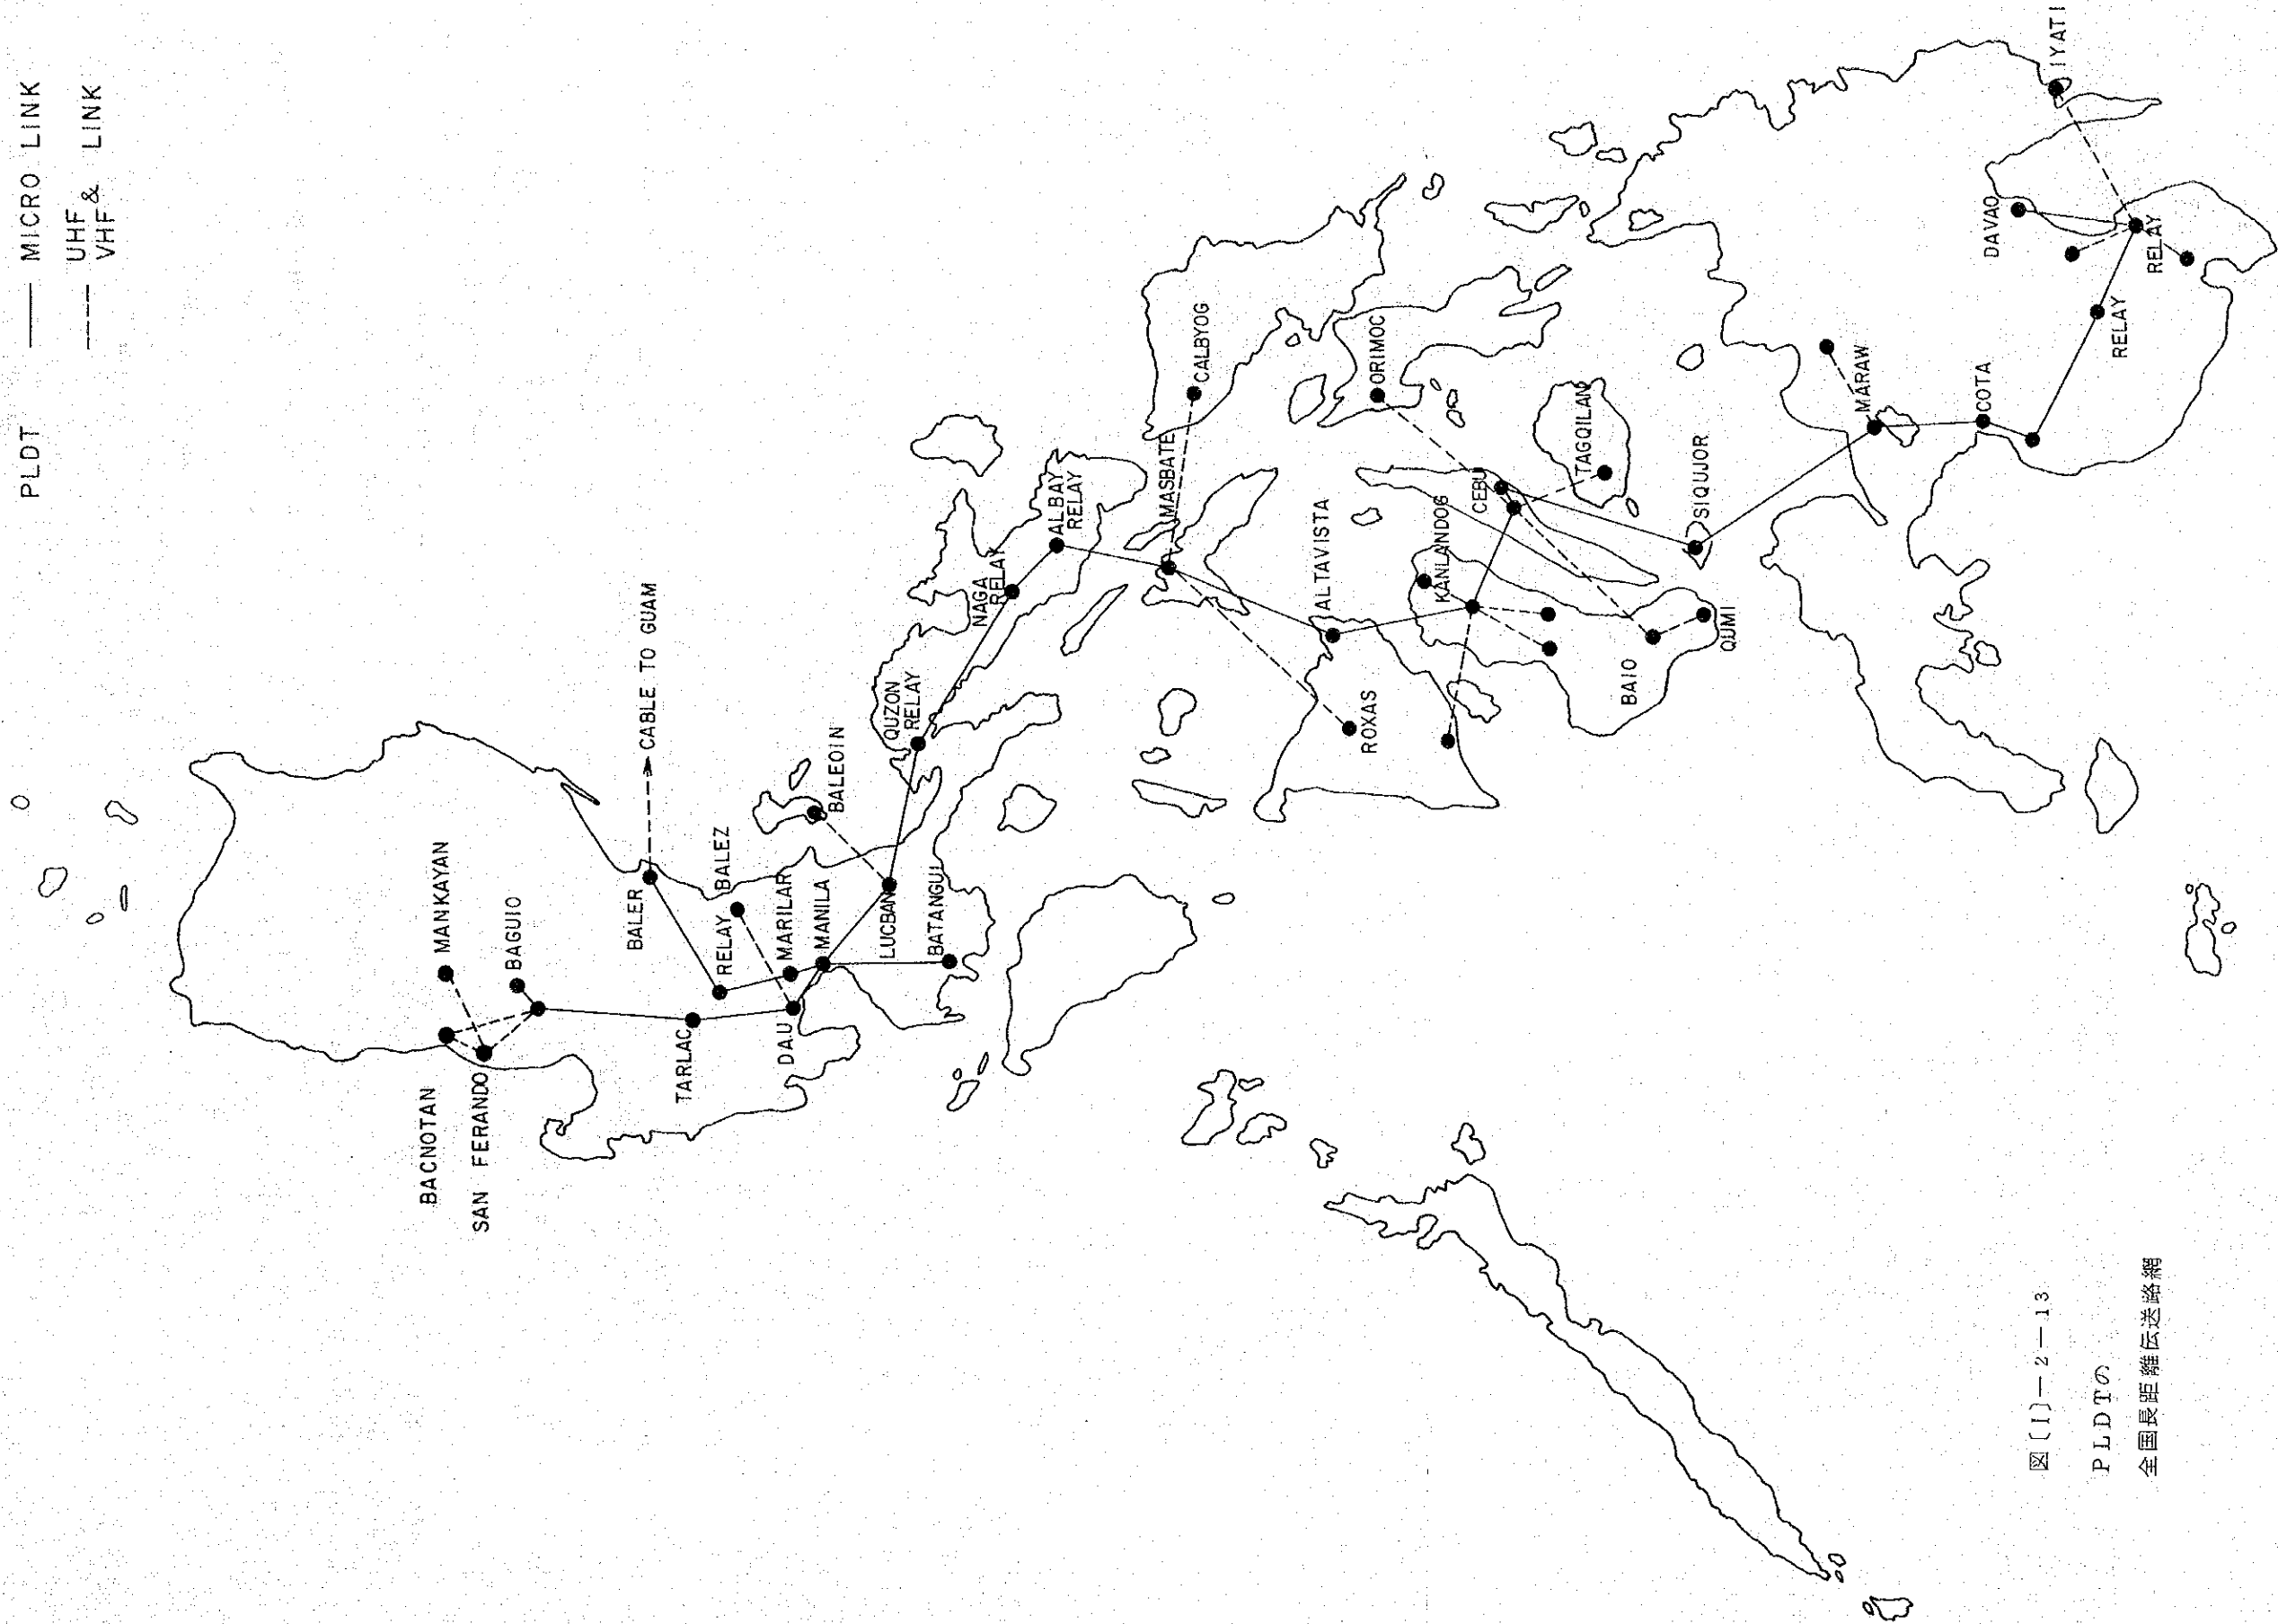 PLDT —— MICRO LINK
---- UHF & VHF LINK
MANKAYAN
BAGUIO
BACNOTAN
SAN FERANDO
BALER
CABLE TO GUAM
TARLAC
RELAY
BALEZ
DAU
MARILAR
MANILA
BALEOIN
LUCBAN
BATANGUJ
QUZON
RELAY
NAGA
RELAY
ALBAY
RELAY
MASBATE
CALBYOG
ALTAVISTA
ROXAS
ORIMOC
KANLANDOG
CEBU
TAGQILAN
BAIO
QUMI
SIQUJOR
MARAW
COTA
RELAY
RELAY
DAVAO
IYATI
図〔I〕―2―13
PLDTの
全国長距離伝送路網